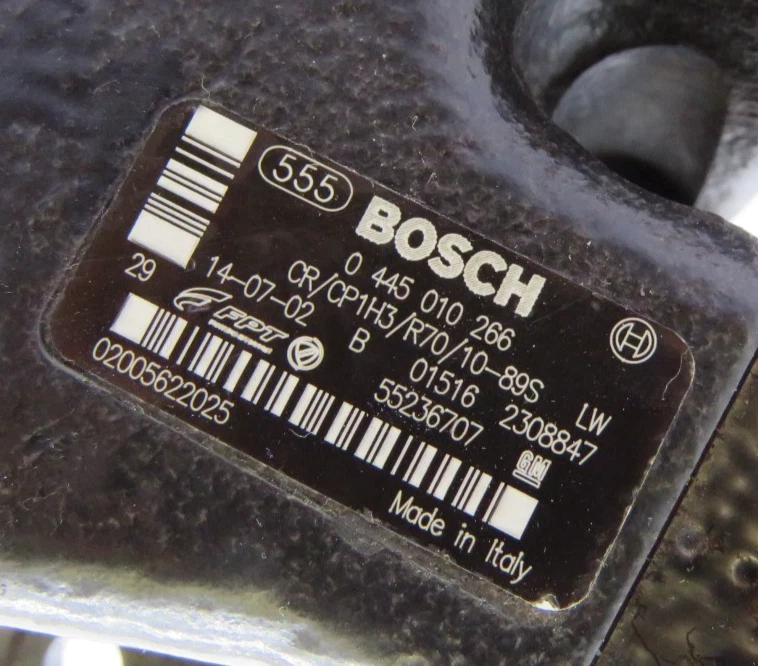 555
BOSCH
0 445 010 266
CR/CP1H3/R70/10-89S LW
29 14-07-02 B 01516 2308847
FPT 55236707 GM
02005622025
Made in Italy